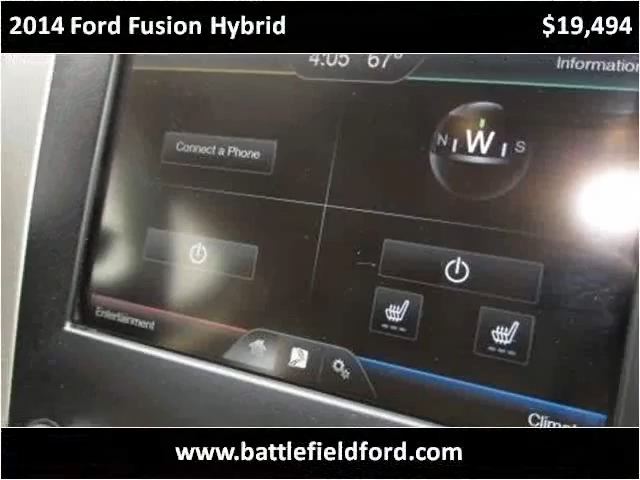 2014 Ford Fusion Hybrid $19,494
4:05 67°
Information
N W S
Connect a Phone
Entertainment
www.battlefieldford.com